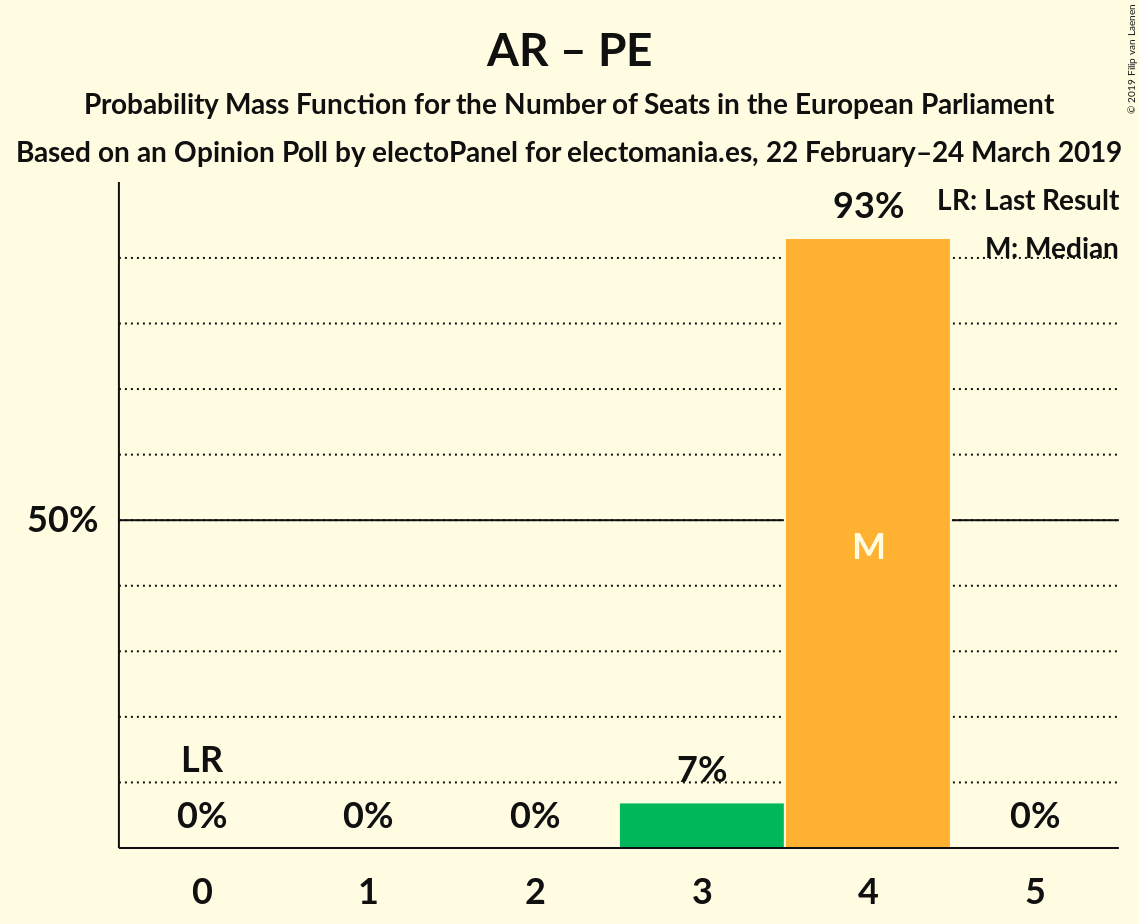 AR – PE
Probability Mass Function for the Number of Seats in the European Parliament
Based on an Opinion Poll by electoPanel for electomania.es, 22 February–24 March 2019
© 2019 Filip van Laenen
LR: Last Result
M: Median
93%
50%
M
LR
7%
0% 0% 0% 0%
0 1 2 3 4 5